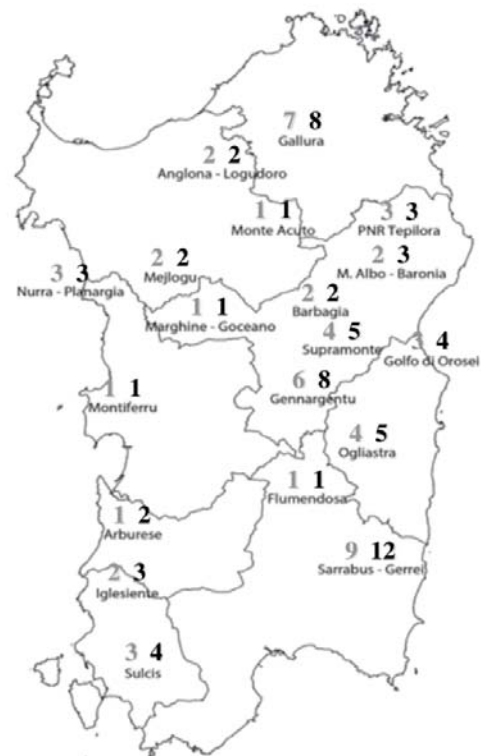 7 8
Gallura
2 2
Anglona - Logudoro
1 1
Monte Acuto
3 3
PNR Tepilora
2 3
M. Albo - Baronia
2 2
Mejlogu
3 3
Nurra - Planargia
2 2
Barbagia
1 1
Marghine - Goceano
4 5
Supramonte
3 4
Golfo di Orosei
6 8
Gennargentu
1 1
Montiferru
4 5
Ogliastra
1 1
Flumendosa
1 2
Arburese
9 12
Sarrabus - Gerrei
2 3
Iglesiente
3 4
Sulcis